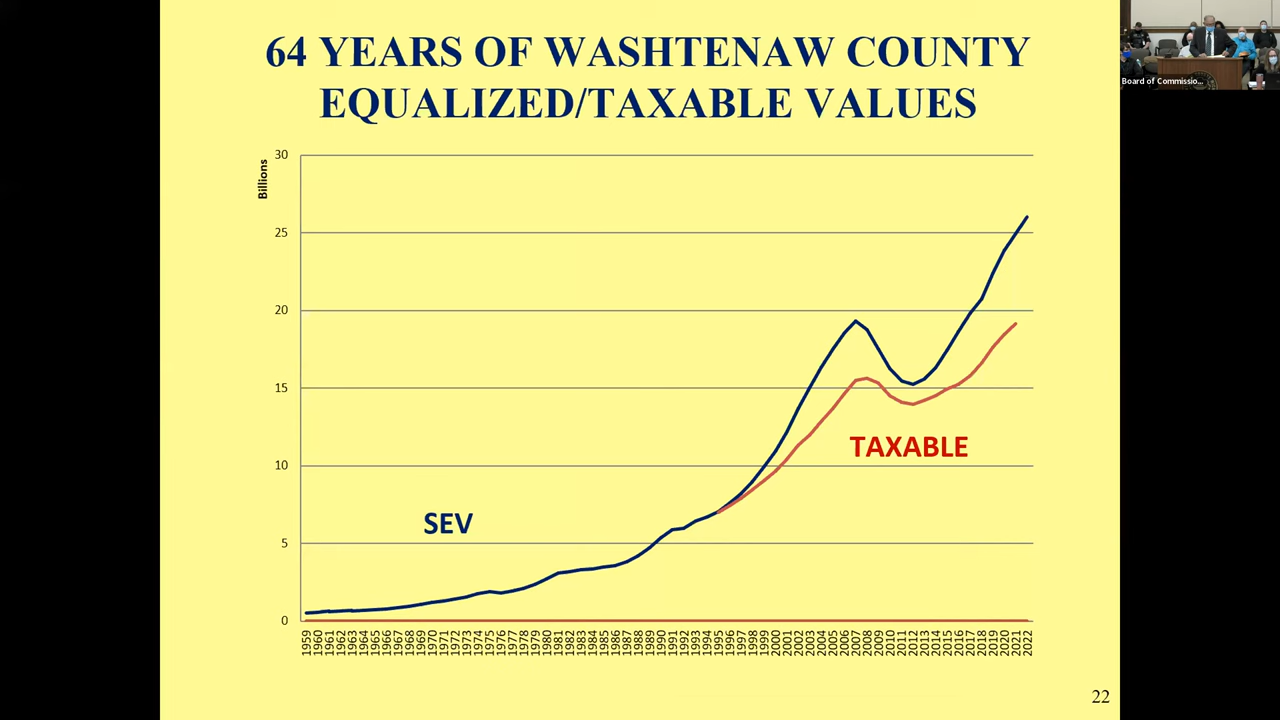 64 YEARS OF WASHTENAW COUNTY
EQUALIZED/TAXABLE VALUES
Board of Commissio...
Billions
30
25
20
15
10
5
0
SEV
TAXABLE
1959 1960 1961 1962 1963 1964 1965 1966 1967 1968 1969 1970 1971 1972 1973 1974 1975 1976 1977 1978 1979 1980 1981 1982 1983 1984 1985 1986 1987 1988 1989 1990 1991 1992 1993 1994 1995 1996 1997 1998 1999 2000 2001 2002 2003 2004 2005 2006 2007 2008 2009 2010 2011 2012 2013 2014 2015 2016 2017 2018 2019 2020 2021 2022
22